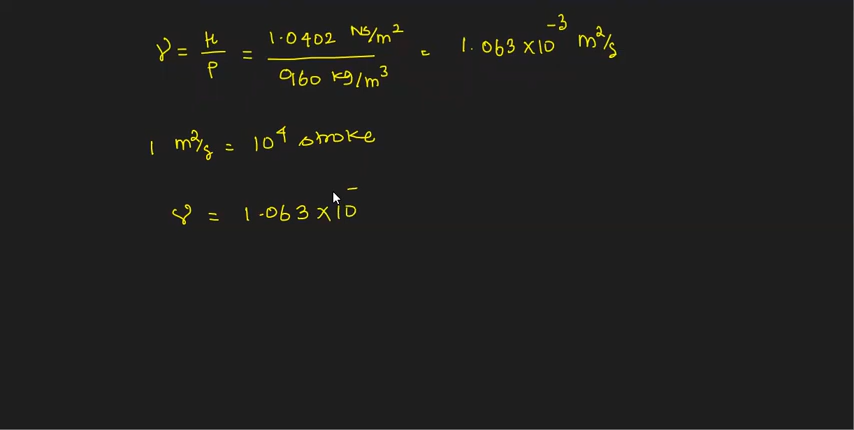 γ = μ/ρ = 1.0402 Ns/m² / 960 kg/m³ = 1.063 × 10⁻³ m²/s
1 m²/s = 10⁴ stroke
γ = 1.063 × 10⁻